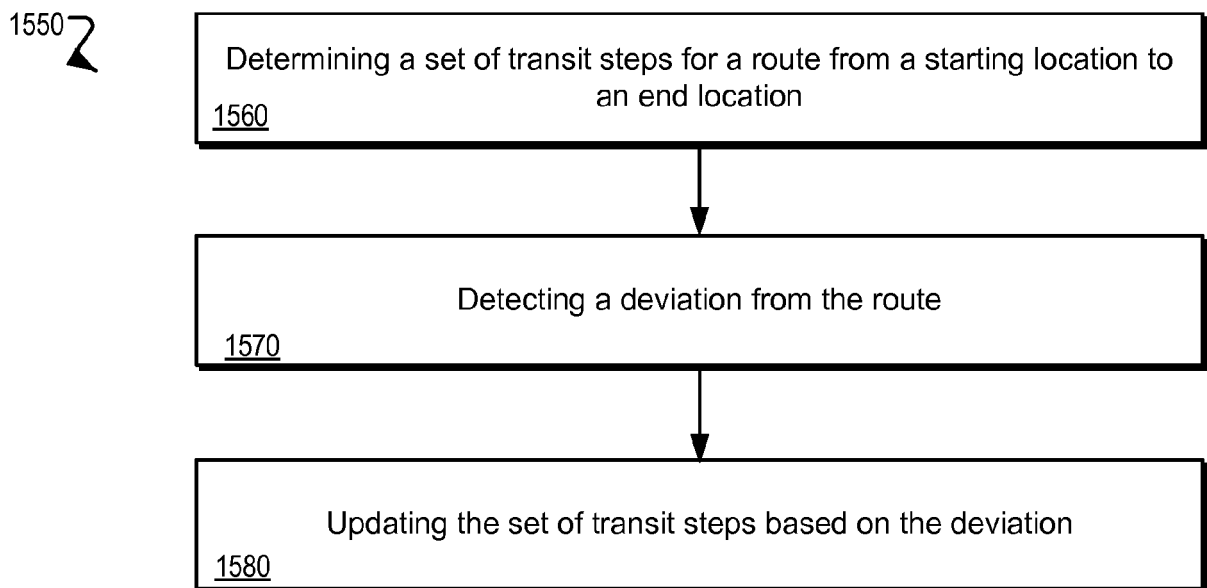 1550
Determining a set of transit steps for a route from a starting location to
an end location
1560
Detecting a deviation from the route
1570
Updating the set of transit steps based on the deviation
1580